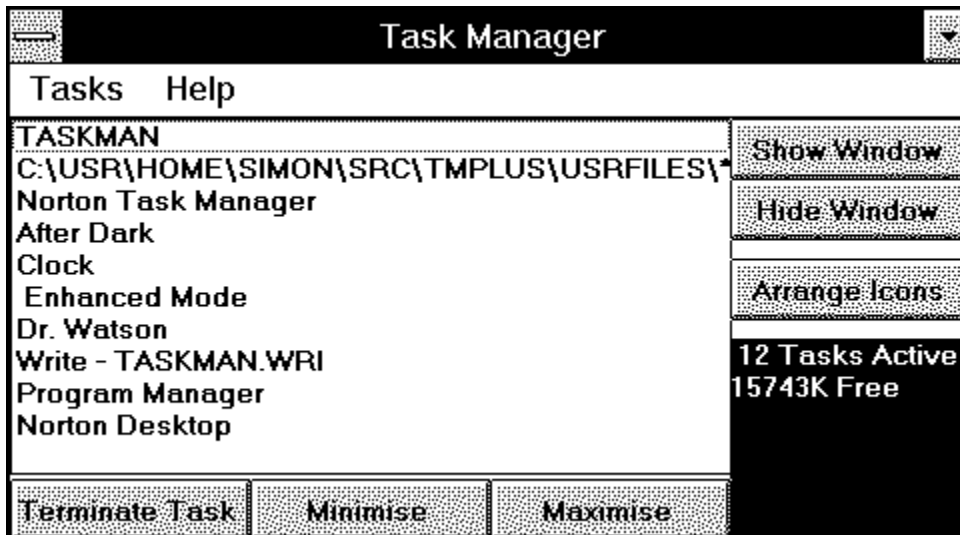 Task Manager
Tasks Help
TASKMAN
C:\USR\HOME\SIMON\SRC\TMPLUS\USRFILES\*
Norton Task Manager
After Dark
Clock
Enhanced Mode
Dr. Watson
Write - TASKMAN.WRI
Program Manager
Norton Desktop
Show Window
Hide Window
Arrange Icons
12 Tasks Active
15743K Free
Terminate Task Minimise Maximise